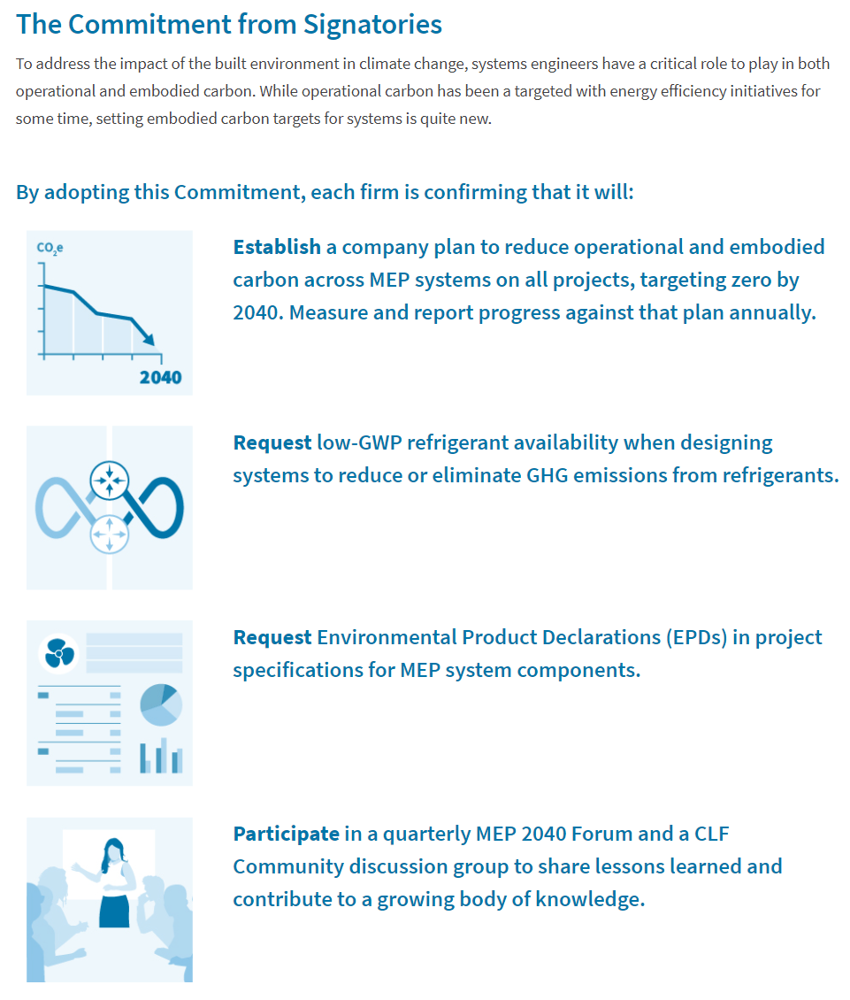 The Commitment from Signatories
To address the impact of the built environment in climate change, systems engineers have a critical role to play in both
operational and embodied carbon. While operational carbon has been a targeted with energy efficiency initiatives for
some time, setting embodied carbon targets for systems is quite new.
By adopting this Commitment, each firm is confirming that it will:
CO₂e
2040
Establish a company plan to reduce operational and embodied
carbon across MEP systems on all projects, targeting zero by
2040. Measure and report progress against that plan annually.
Request low-GWP refrigerant availability when designing
systems to reduce or eliminate GHG emissions from refrigerants.
Request Environmental Product Declarations (EPDs) in project
specifications for MEP system components.
Participate in a quarterly MEP 2040 Forum and a CLF
Community discussion group to share lessons learned and
contribute to a growing body of knowledge.